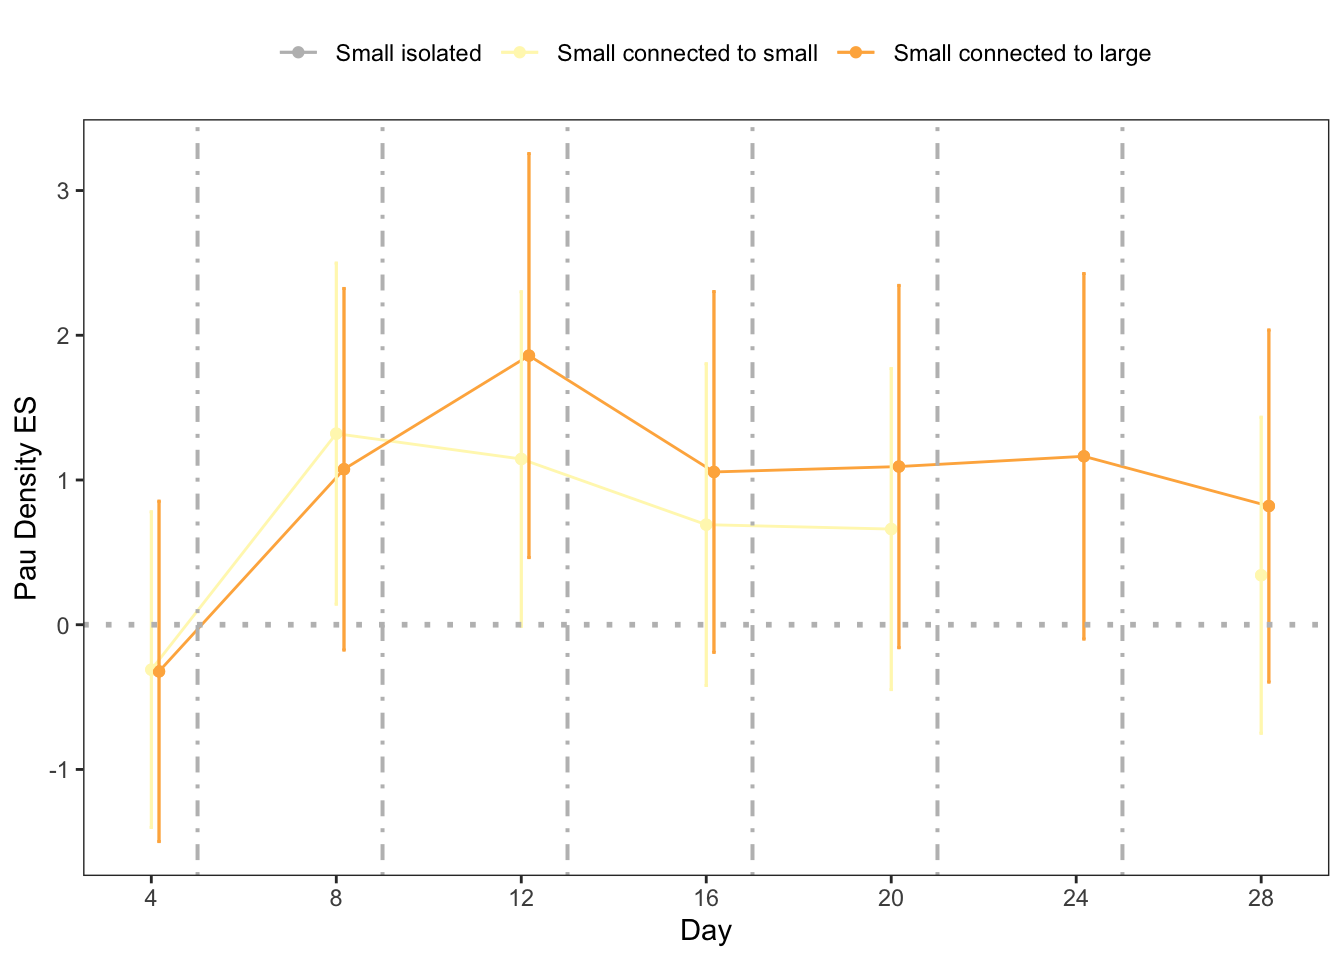 Small isolated Small connected to small Small connected to large
3
2
1
0
-1
Pau Density ES
4 8 12 16 20 24 28
Day